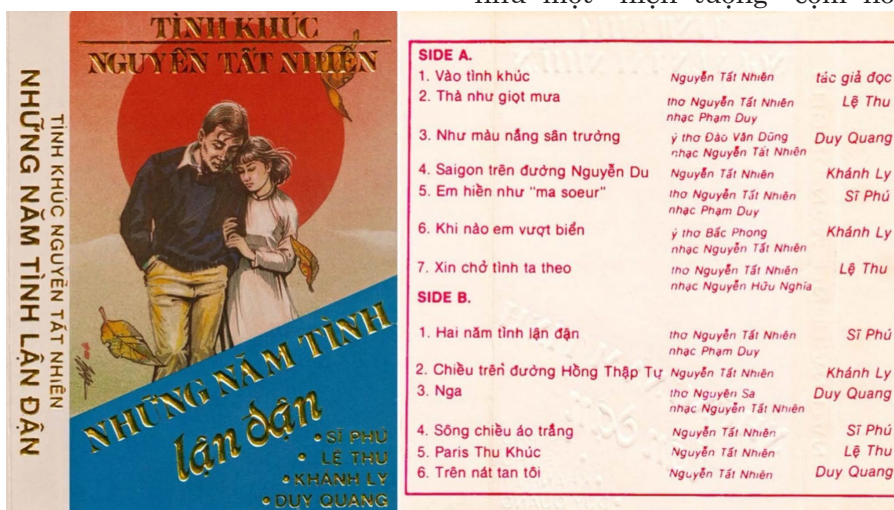 như một "hiện tượng" cộm nổ
TÌNH KHÚC
NGUYỄN TẤT NHIÊN
NHỮNG NĂM TÌNH LẬN ĐẬN
TÌNH KHÚC NGUYỄN TẤT NHIÊN
NHỮNG NĂM TÌNH
lận đận
• SĨ PHÚ
• LỆ THU
• KHÁNH LY
• DUY QUANG
SIDE A.
1. Vào tình khúc Nguyễn Tất Nhiên tác giả đọc
2. Thà như giọt mưa thơ Nguyễn Tất Nhiên Lệ Thu
nhạc Phạm Duy
3. Như màu nắng sân trường ý thơ Đào Văn Dũng Duy Quang
nhạc Nguyễn Tất Nhiên
4. Saigon trên đường Nguyễn Du Nguyễn Tất Nhiên Khánh Ly
5. Em hiền như "ma soeur" thơ Nguyễn Tất Nhiên Sĩ Phú
nhạc Phạm Duy
6. Khi nào em vượt biển ý thơ Bắc Phong Khánh Ly
nhạc Nguyễn Tất Nhiên
7. Xin chở tình ta theo thơ Nguyễn Tất Nhiên Lệ Thu
nhạc Nguyễn Hữu Nghĩa
SIDE B.
1. Hai năm tình lận đận thơ Nguyễn Tất Nhiên Sĩ Phú
nhạc Phạm Duy
2. Chiều trên đường Hồng Thập Tự Nguyễn Tất Nhiên Khánh Ly
3. Nga thơ Nguyên Sa Duy Quang
nhạc Nguyễn Tất Nhiên
4. Sông chiều áo trắng Nguyễn Tất Nhiên Sĩ Phú
5. Paris Thu Khúc Nguyễn Tất Nhiên Lệ Thu
6. Trên nát tan tôi Nguyễn Tất Nhiên Duy Quang